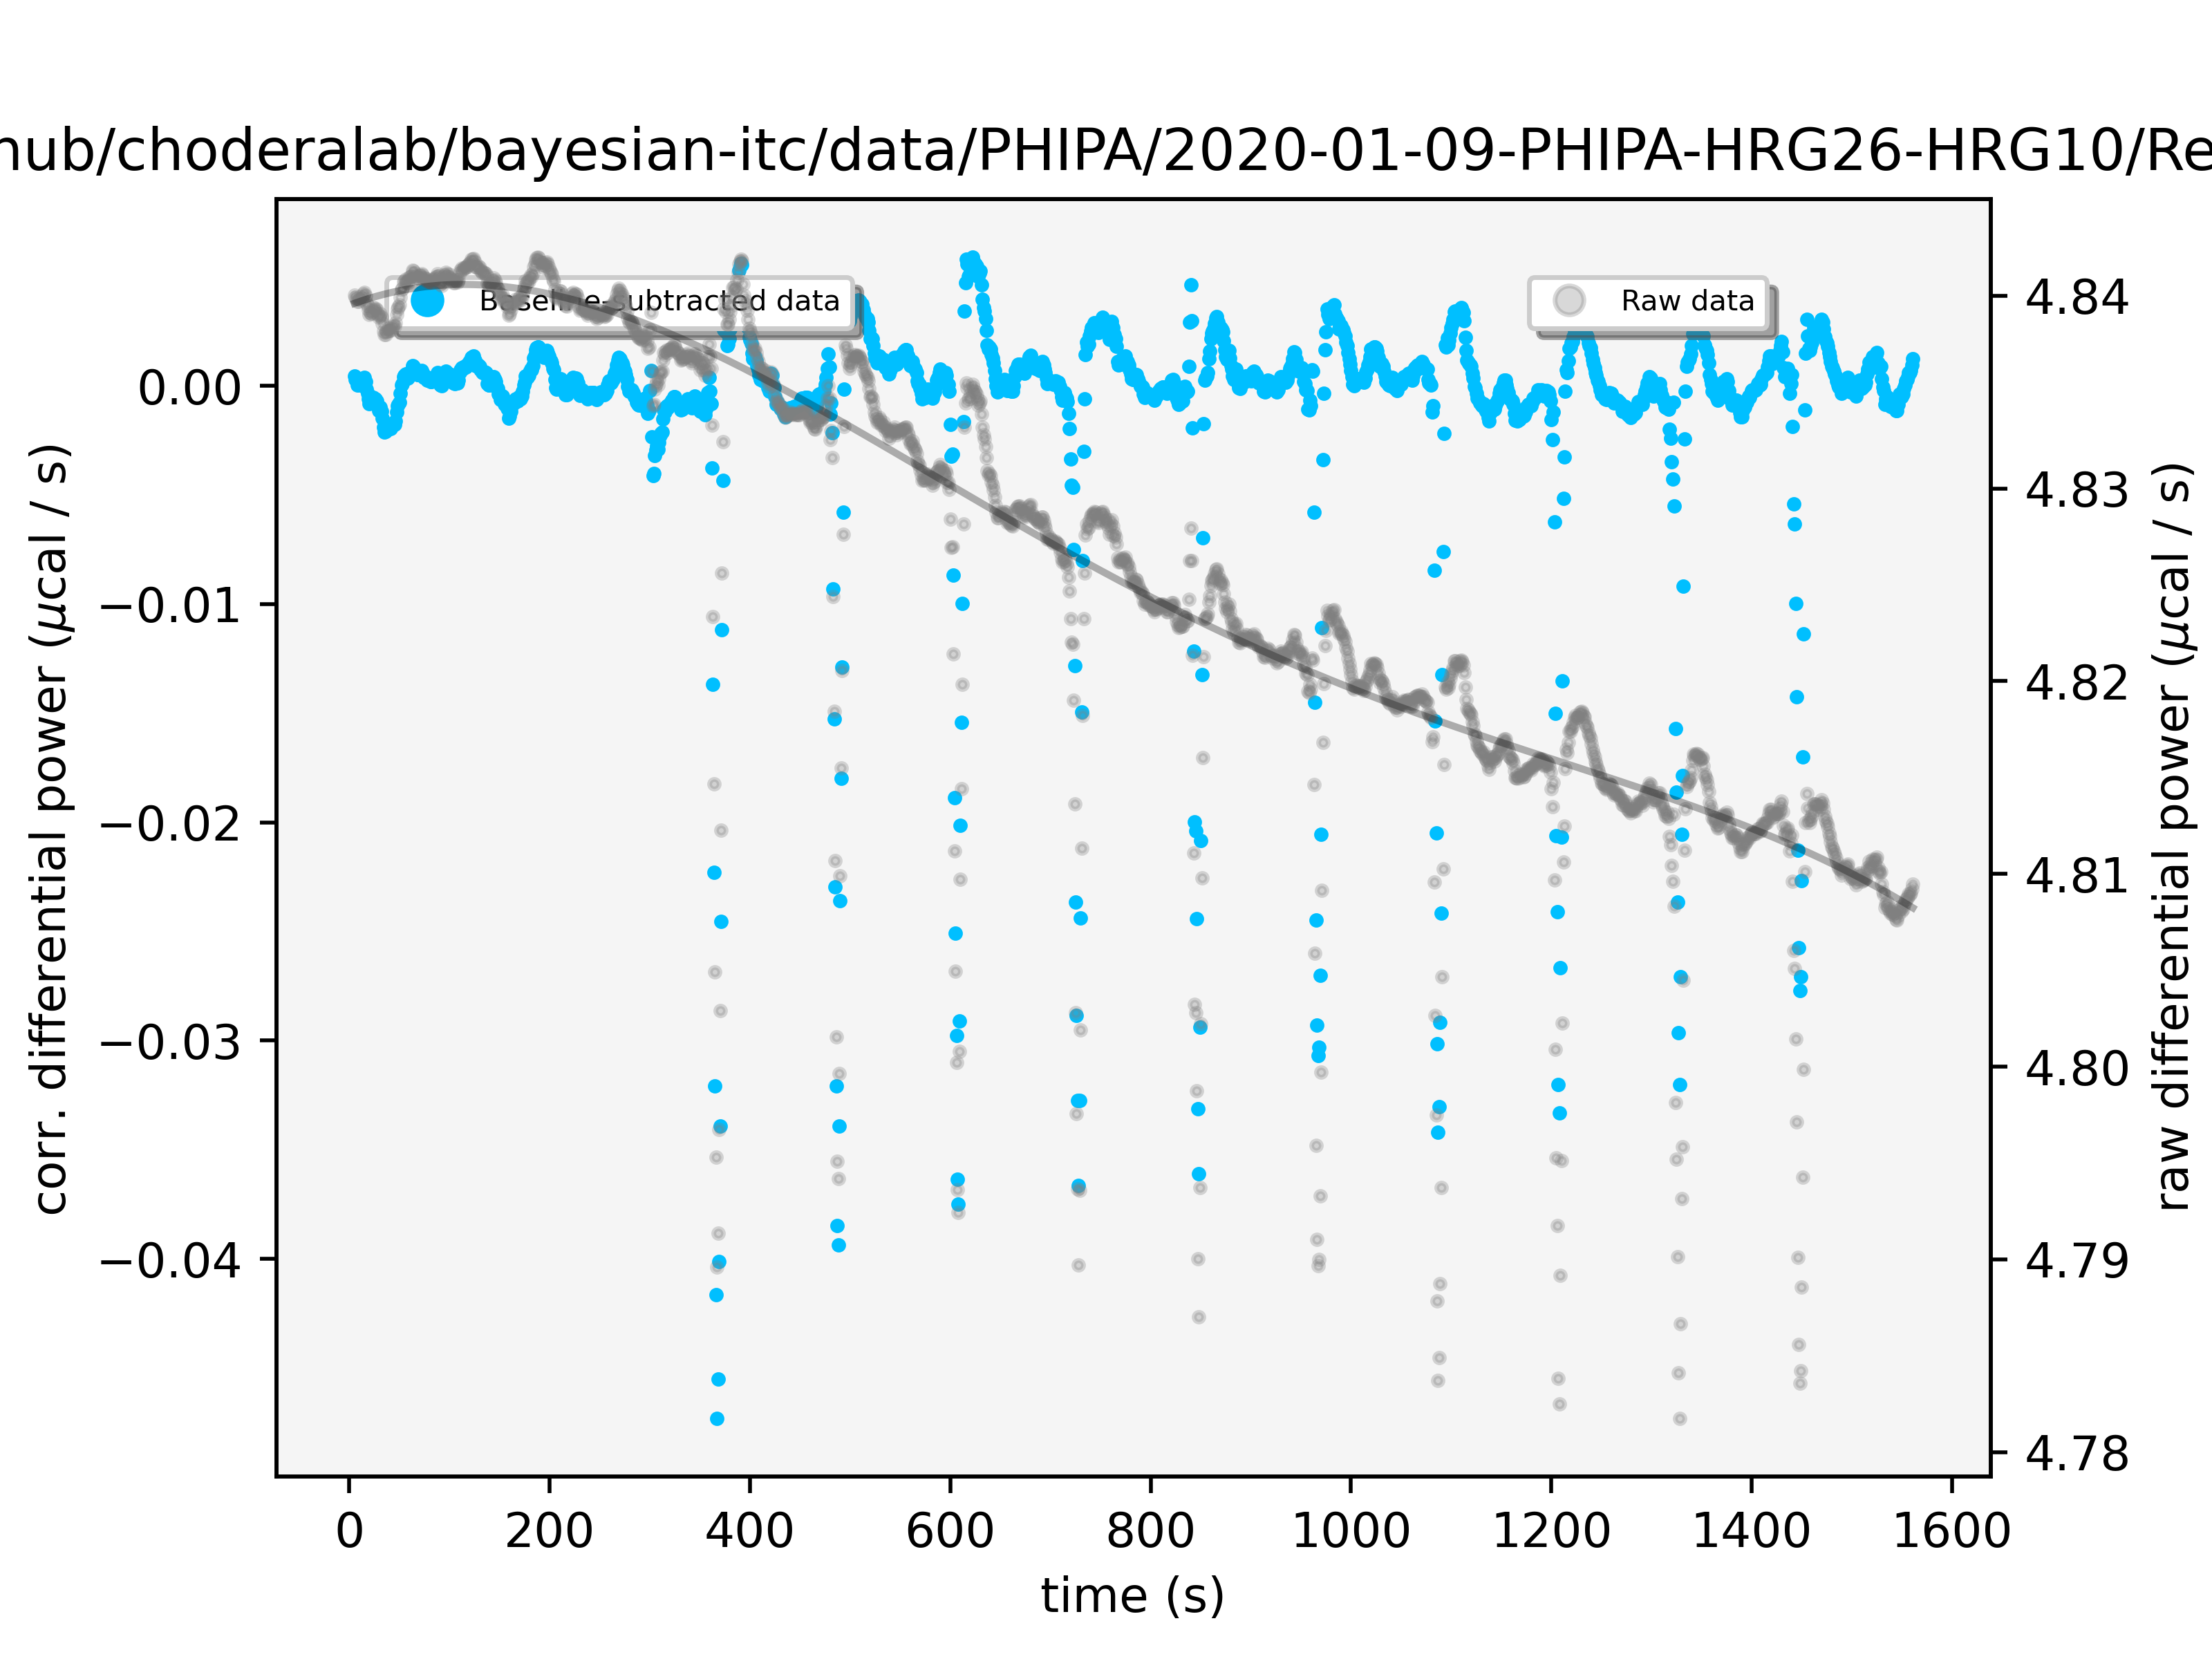 hub/choderalab/bayesian-itc/data/PHIPA/2020-01-09-PHIPA-HRG26-HRG10/Re
Baseline-subtracted data
Raw data
0.00
−0.01
−0.02
−0.03
−0.04
corr. differential power (μcal / s)
4.84
4.83
4.82
4.81
4.80
4.79
4.78
raw differential power (μcal / s)
0 200 400 600 800 1000 1200 1400 1600
time (s)